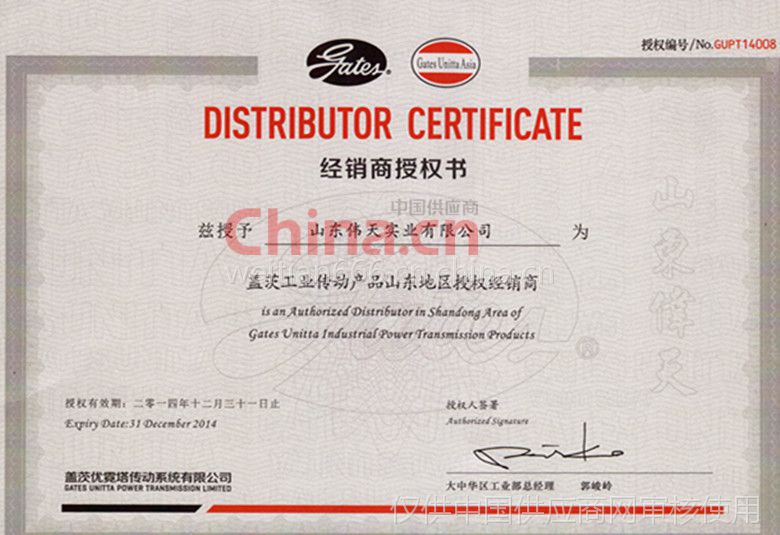 授权编号/No.GUPT14008
Gates®
Gates Unitta Asia
DISTRIBUTOR CERTIFICATE
经销商授权书
中国供应商
China.cn
兹授予 山东伟天实业有限公司 为
盖茨工业传动产品山东地区授权经销商
is an Authorized Distributor in Shandong Area of
Gates Unitta Industrial Power Transmission Products
山东伟天
授权有效期：二〇一四年十二月三十一日止
Expiry Date:31 December 2014
授权人签署
Authorized Signature
盖茨优霓塔传动系统有限公司
GATES UNITTA POWER TRANSMISSION LIMITED
大中华区工业部总经理 郭峻岭
仅供中国供应商网审核使用